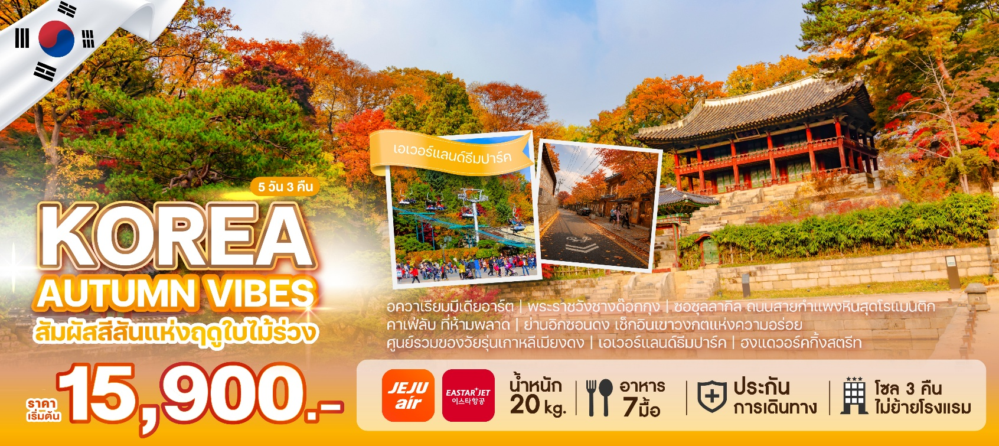 5 วัน 3 คืน
KOREA
AUTUMN VIBES
สัมผัสสีสันแห่งฤดูใบไม้ร่วง
ราคา
เริ่มต้น
15,900.-
เอเวอร์แลนด์ธีมปาร์ค
อควาเรียมมีเดียอาร์ต | พระราชวังชางด๊อกกุง | ซอซุลลากิล ถนนสายกำแพงหินสุดโรแมนติก
คาเฟ่ลับ ที่ห้ามพลาด | ย่านอิกซอนดง เช็กอินเขาวงกตแห่งความอร่อย
ศูนย์รวมของวัยรุ่นเกาหลีเมียงดง | เอเวอร์แลนด์ธีมปาร์ค | ฮงแดวอร์คกิ้งสตรีท
JEJU
air
EASTAR JET
이스타항공
น้ำหนัก
20 kg.
อาหาร
7มื้อ
ประกัน
การเดินทาง
โซล 3 คืน
ไม่ย้ายโรงแรม